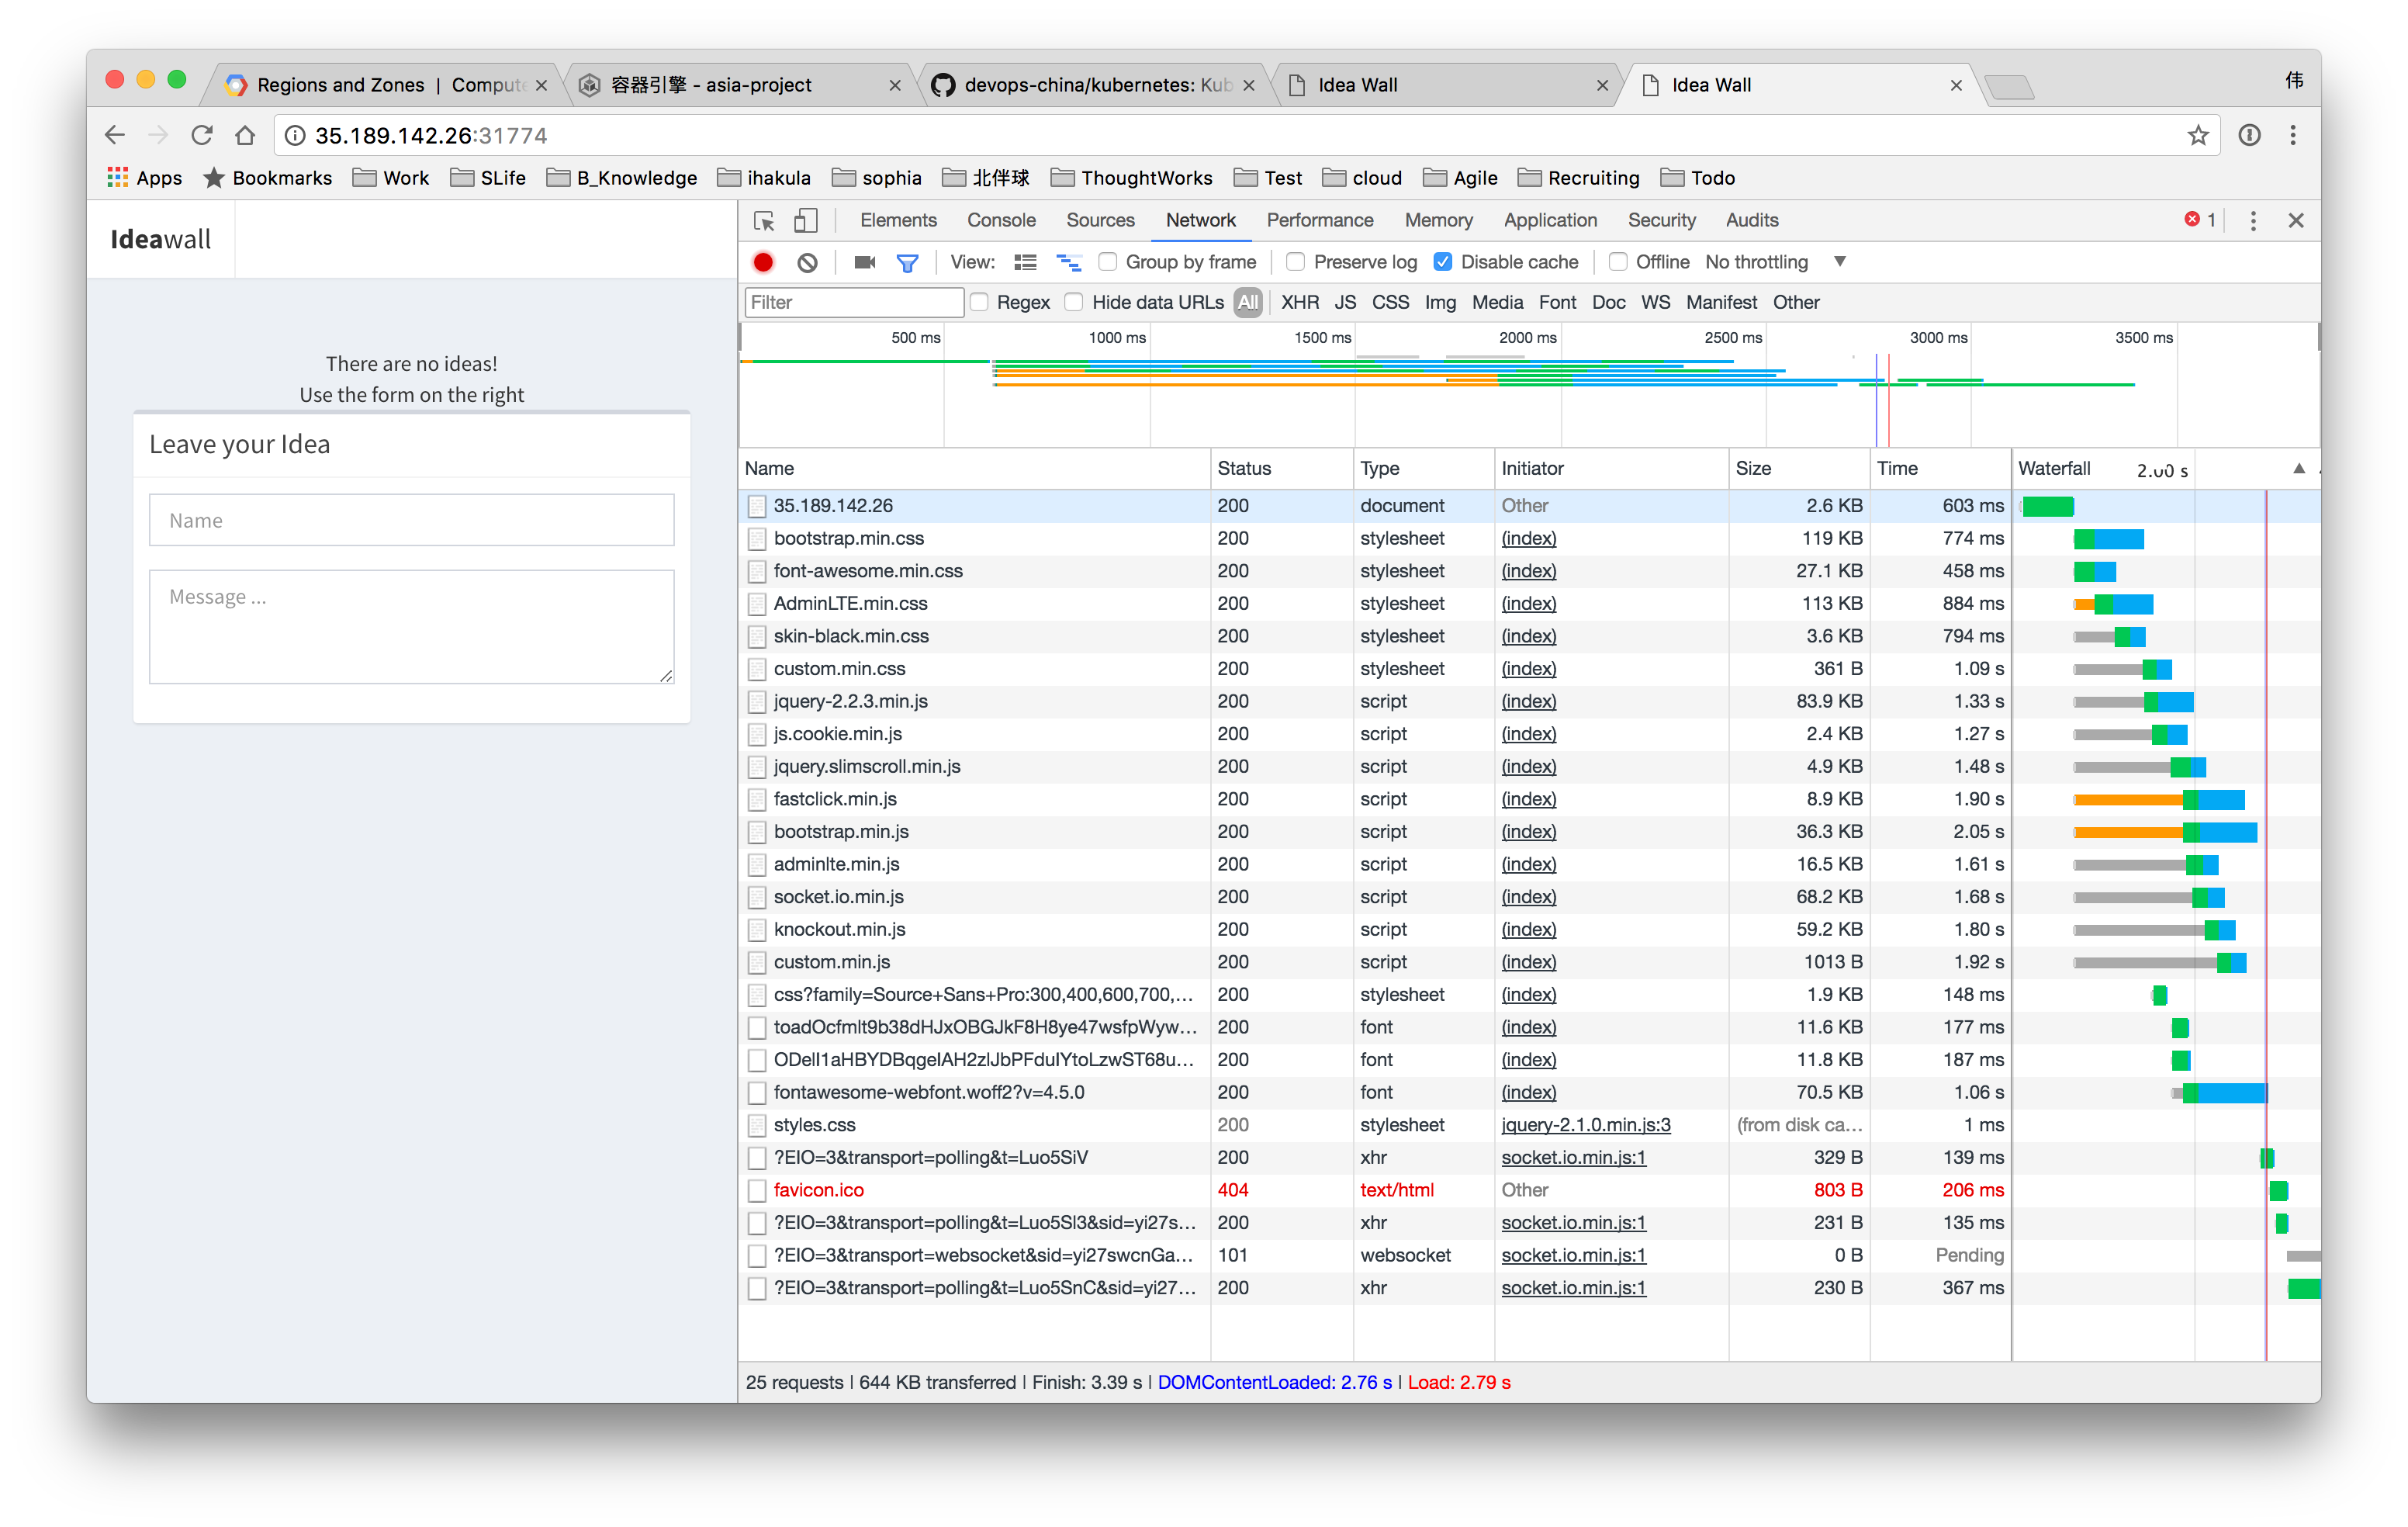 Regions and Zones | Compute
容器引擎 - asia-project
devops-china/kubernetes: Kub
Idea Wall
Idea Wall
伟
35.189.142.26:31774
Apps Bookmarks Work SLife B_Knowledge ihakula sophia 北伴球 ThoughtWorks Test cloud Agile Recruiting Todo
Ideawall
There are no ideas!
Use the form on the right
Leave your Idea
Name
Message ...
Elements Console Sources Network Performance Memory Application Security Audits 1
View: Group by frame Preserve log Disable cache Offline No throttling
Filter Regex Hide data URLs All XHR JS CSS Img Media Font Doc WS Manifest Other
500 ms 1000 ms 1500 ms 2000 ms 2500 ms 3000 ms 3500 ms
Name Status Type Initiator Size Time Waterfall 2.00 s
35.189.142.26 200 document Other 2.6 KB 603 ms
bootstrap.min.css 200 stylesheet (index) 119 KB 774 ms
font-awesome.min.css 200 stylesheet (index) 27.1 KB 458 ms
AdminLTE.min.css 200 stylesheet (index) 113 KB 884 ms
skin-black.min.css 200 stylesheet (index) 3.6 KB 794 ms
custom.min.css 200 stylesheet (index) 361 B 1.09 s
jquery-2.2.3.min.js 200 script (index) 83.9 KB 1.33 s
js.cookie.min.js 200 script (index) 2.4 KB 1.27 s
jquery.slimscroll.min.js 200 script (index) 4.9 KB 1.48 s
fastclick.min.js 200 script (index) 8.9 KB 1.90 s
bootstrap.min.js 200 script (index) 36.3 KB 2.05 s
adminlte.min.js 200 script (index) 16.5 KB 1.61 s
socket.io.min.js 200 script (index) 68.2 KB 1.68 s
knockout.min.js 200 script (index) 59.2 KB 1.80 s
custom.min.js 200 script (index) 1013 B 1.92 s
css?family=Source+Sans+Pro:300,400,600,700,... 200 stylesheet (index) 1.9 KB 148 ms
toadOcfmlt9b38dHJxOBGJkF8H8ye47wsfpWyw... 200 font (index) 11.6 KB 177 ms
ODelI1aHBYDBqgeIAH2zlJbPFduIYtoLzwST68u... 200 font (index) 11.8 KB 187 ms
fontawesome-webfont.woff2?v=4.5.0 200 font (index) 70.5 KB 1.06 s
styles.css 200 stylesheet jquery-2.1.0.min.js:3 (from disk ca... 1 ms
?EIO=3&transport=polling&t=Luo5SiV 200 xhr socket.io.min.js:1 329 B 139 ms
favicon.ico 404 text/html Other 803 B 206 ms
?EIO=3&transport=polling&t=Luo5Sl3&sid=yi27s... 200 xhr socket.io.min.js:1 231 B 135 ms
?EIO=3&transport=websocket&sid=yi27swcnGa... 101 websocket socket.io.min.js:1 0 B Pending
?EIO=3&transport=polling&t=Luo5SnC&sid=yi27... 200 xhr socket.io.min.js:1 230 B 367 ms
25 requests | 644 KB transferred | Finish: 3.39 s | DOMContentLoaded: 2.76 s | Load: 2.79 s